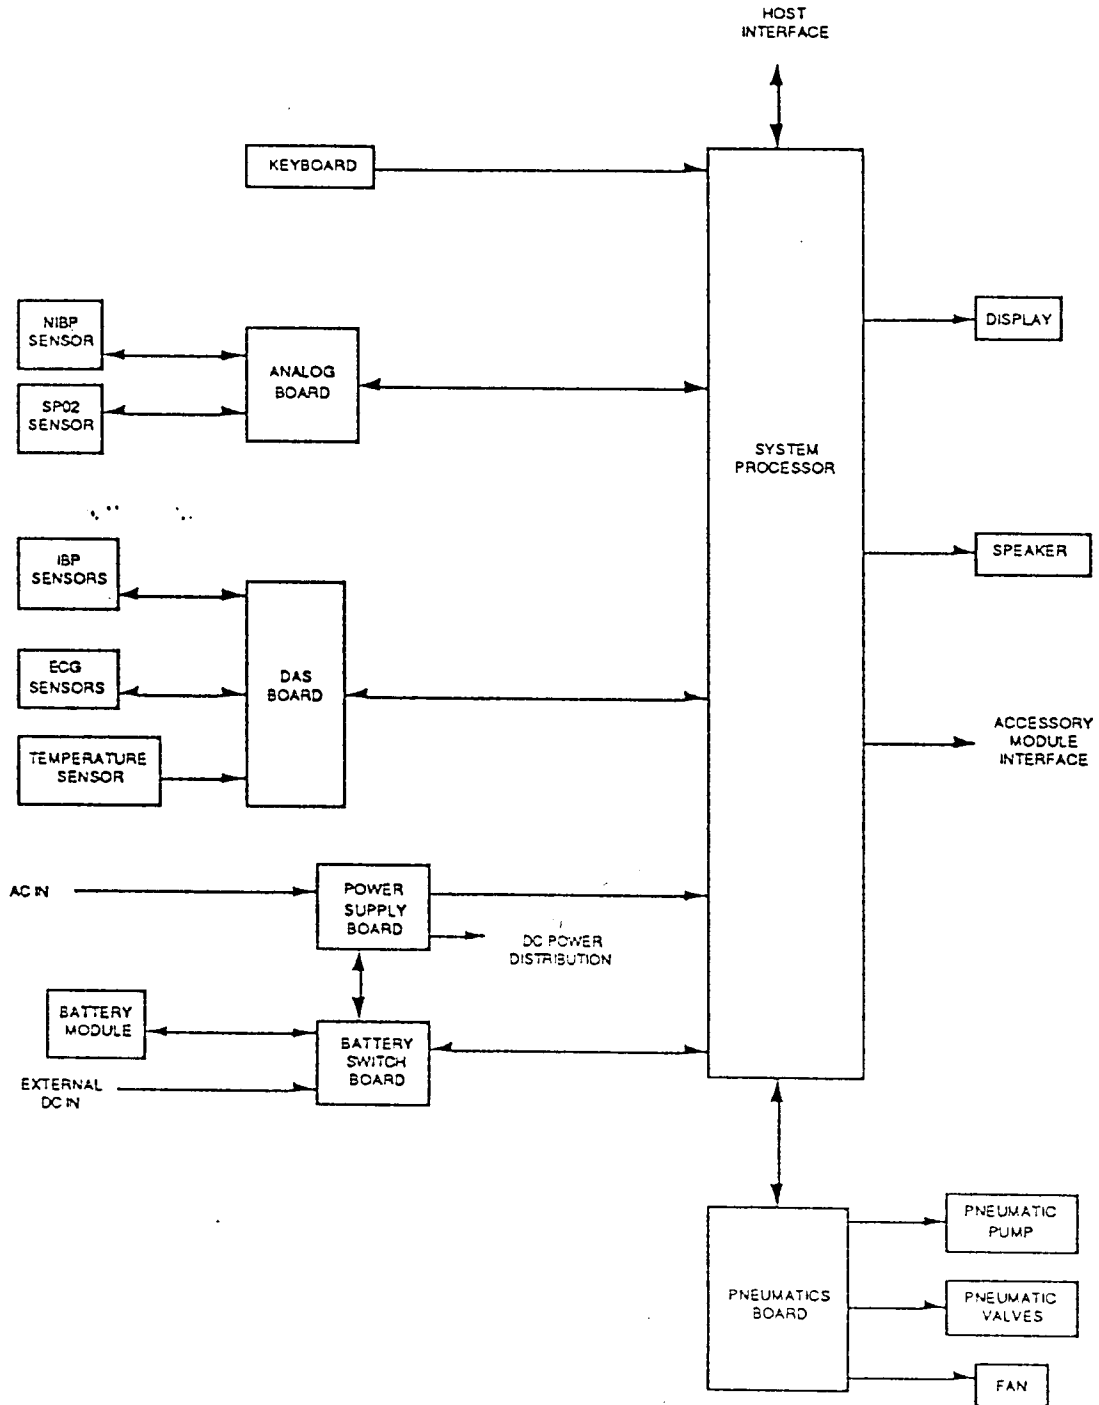 HOST
INTERFACE
KEYBOARD
NIBP
SENSOR
SP02
SENSOR
ANALOG
BOARD
DISPLAY
SYSTEM
PROCESSOR
IBP
SENSORS
SPEAKER
ECG
SENSORS
DAS
BOARD
TEMPERATURE
SENSOR
ACCESSORY
MODULE
INTERFACE
AC IN
POWER
SUPPLY
BOARD
DC POWER
DISTRIBUTION
BATTERY
MODULE
BATTERY
SWITCH
BOARD
EXTERNAL
DC IN
PNEUMATICS
BOARD
PNEUMATIC
PUMP
PNEUMATIC
VALVES
FAN